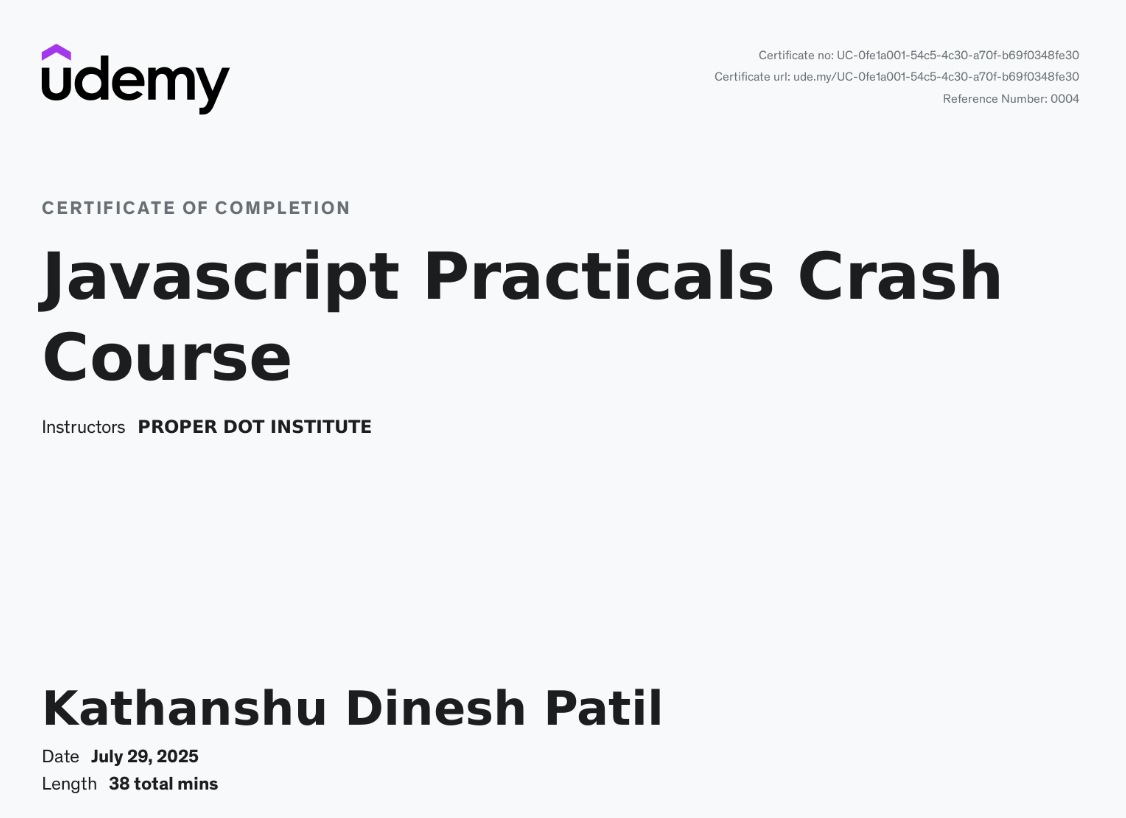 udemy
Certificate no: UC-0fe1a001-54c5-4c30-a70f-b69f0348fe30
Certificate url: ude.my/UC-0fe1a001-54c5-4c30-a70f-b69f0348fe30
Reference Number: 0004
CERTIFICATE OF COMPLETION
Javascript Practicals Crash
Course
Instructors PROPER DOT INSTITUTE
Kathanshu Dinesh Patil
Date July 29, 2025
Length 38 total mins